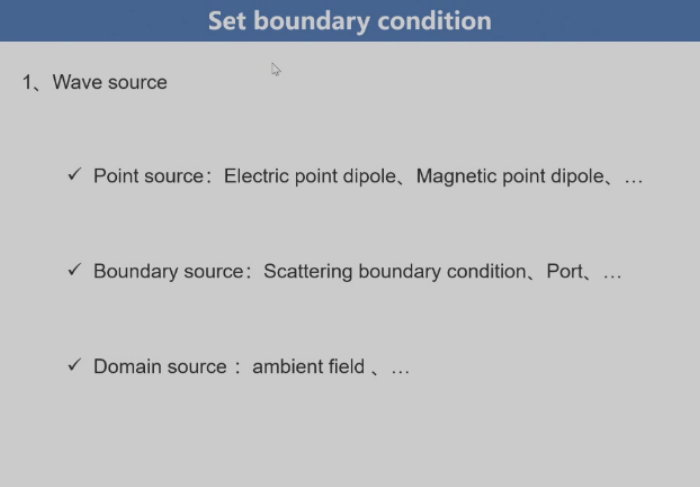 Set boundary condition
1、Wave source
✓ Point source：Electric point dipole、Magnetic point dipole、…
✓ Boundary source：Scattering boundary condition、Port、…
✓ Domain source ：ambient field 、…